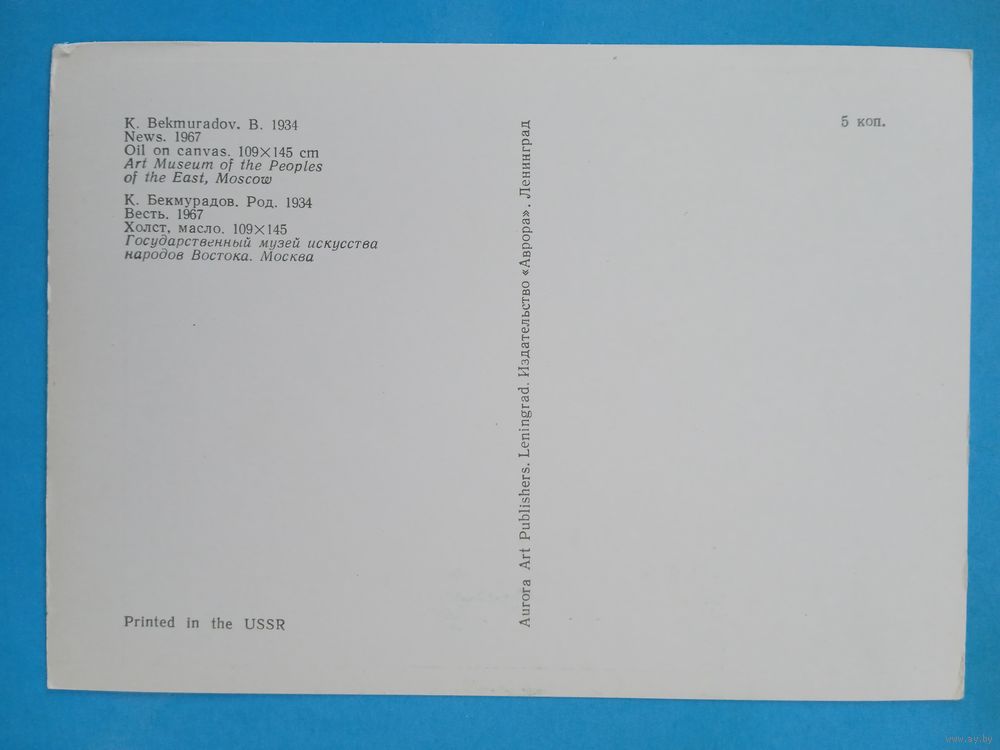 K. Bekmuradov. B. 1934
News. 1967
Oil on canvas. 109×145 cm
Art Museum of the Peoples
of the East, Moscow
К. Бекмурадов. Род. 1934
Весть. 1967
Холст, масло. 109×145
Государственный музей искусства
народов Востока. Москва
Printed in the USSR
Aurora Art Publishers. Leningrad. Издательство «Аврора». Ленинград
5 коп.
www.ay.by